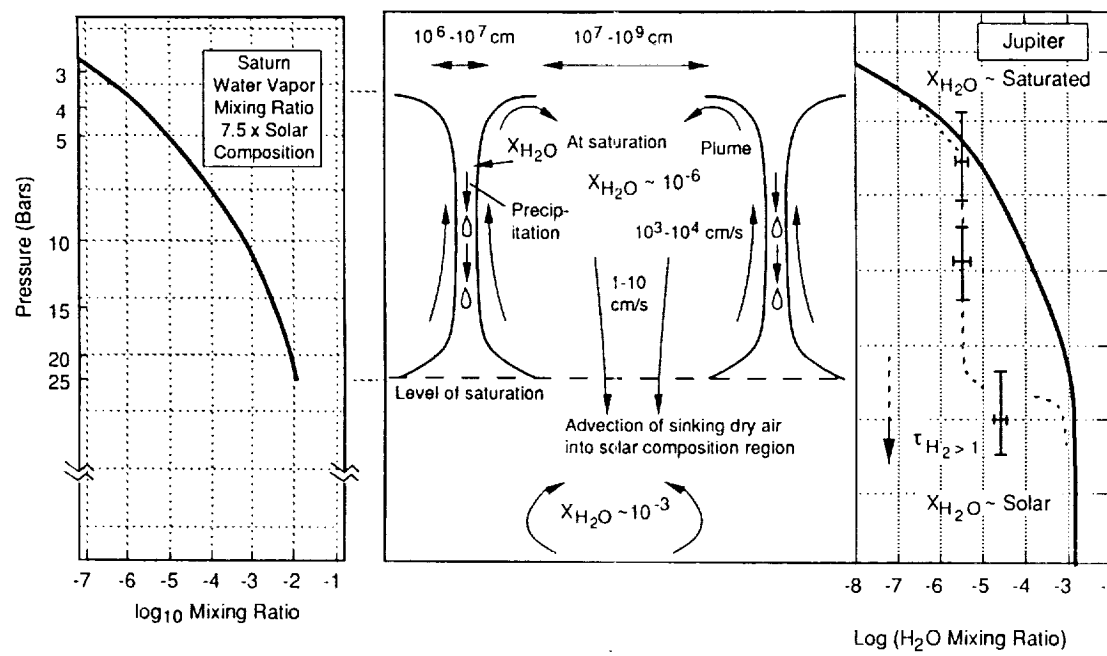 Saturn
Water Vapor
Mixing Ratio
7.5 x Solar
Composition
Pressure (Bars)
3
4
5
10
15
20
25
-7 -6 -5 -4 -3 -2 -1
log10 Mixing Ratio
10^6 -10^7 cm
10^7 -10^9 cm
XH2O
At saturation
Plume
XH2O ~ 10^-6
Precip-
itation
10^3-10^4 cm/s
1-10
cm/s
Level of saturation
Advection of sinking dry air
into solar composition region
XH2O ~10^-3
Jupiter
XH2O ~ Saturated
τH2 > 1
XH2O ~ Solar
-8 -7 -6 -5 -4 -3
Log (H2O Mixing Ratio)